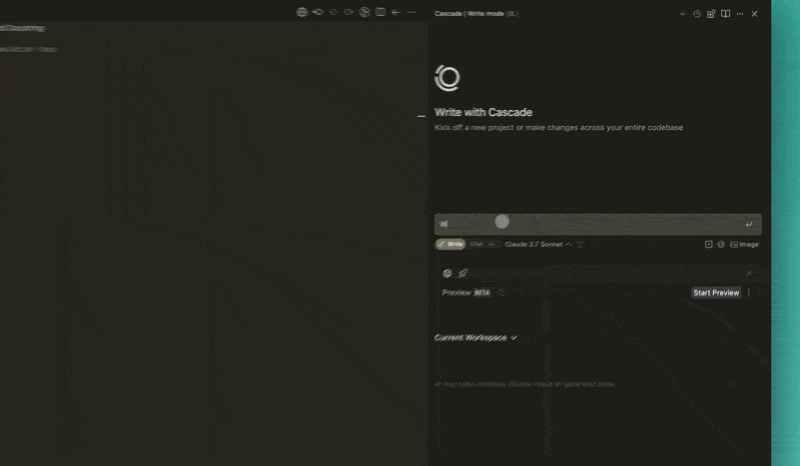 Cascade | Write mode
Write with Cascade
Kick off a new project or make changes across your entire codebase
Write Chat Claude 3.7 Sonnet Image
Preview BETA Start Preview
Current Workspace